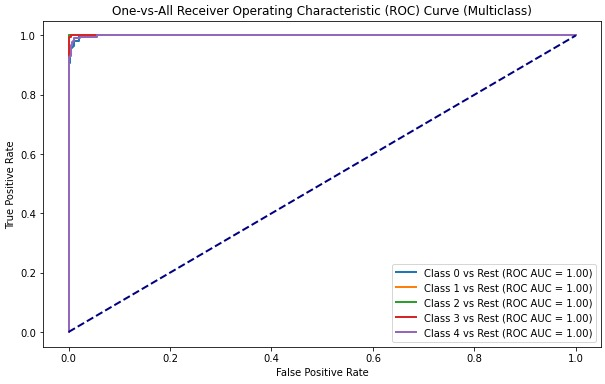 One-vs-All Receiver Operating Characteristic (ROC) Curve (Multiclass)
1.0
0.8
0.6
0.4
0.2
0.0
True Positive Rate
Class 0 vs Rest (ROC AUC = 1.00)
Class 1 vs Rest (ROC AUC = 1.00)
Class 2 vs Rest (ROC AUC = 1.00)
Class 3 vs Rest (ROC AUC = 1.00)
Class 4 vs Rest (ROC AUC = 1.00)
0.0 0.2 0.4 0.6 0.8 1.0
False Positive Rate